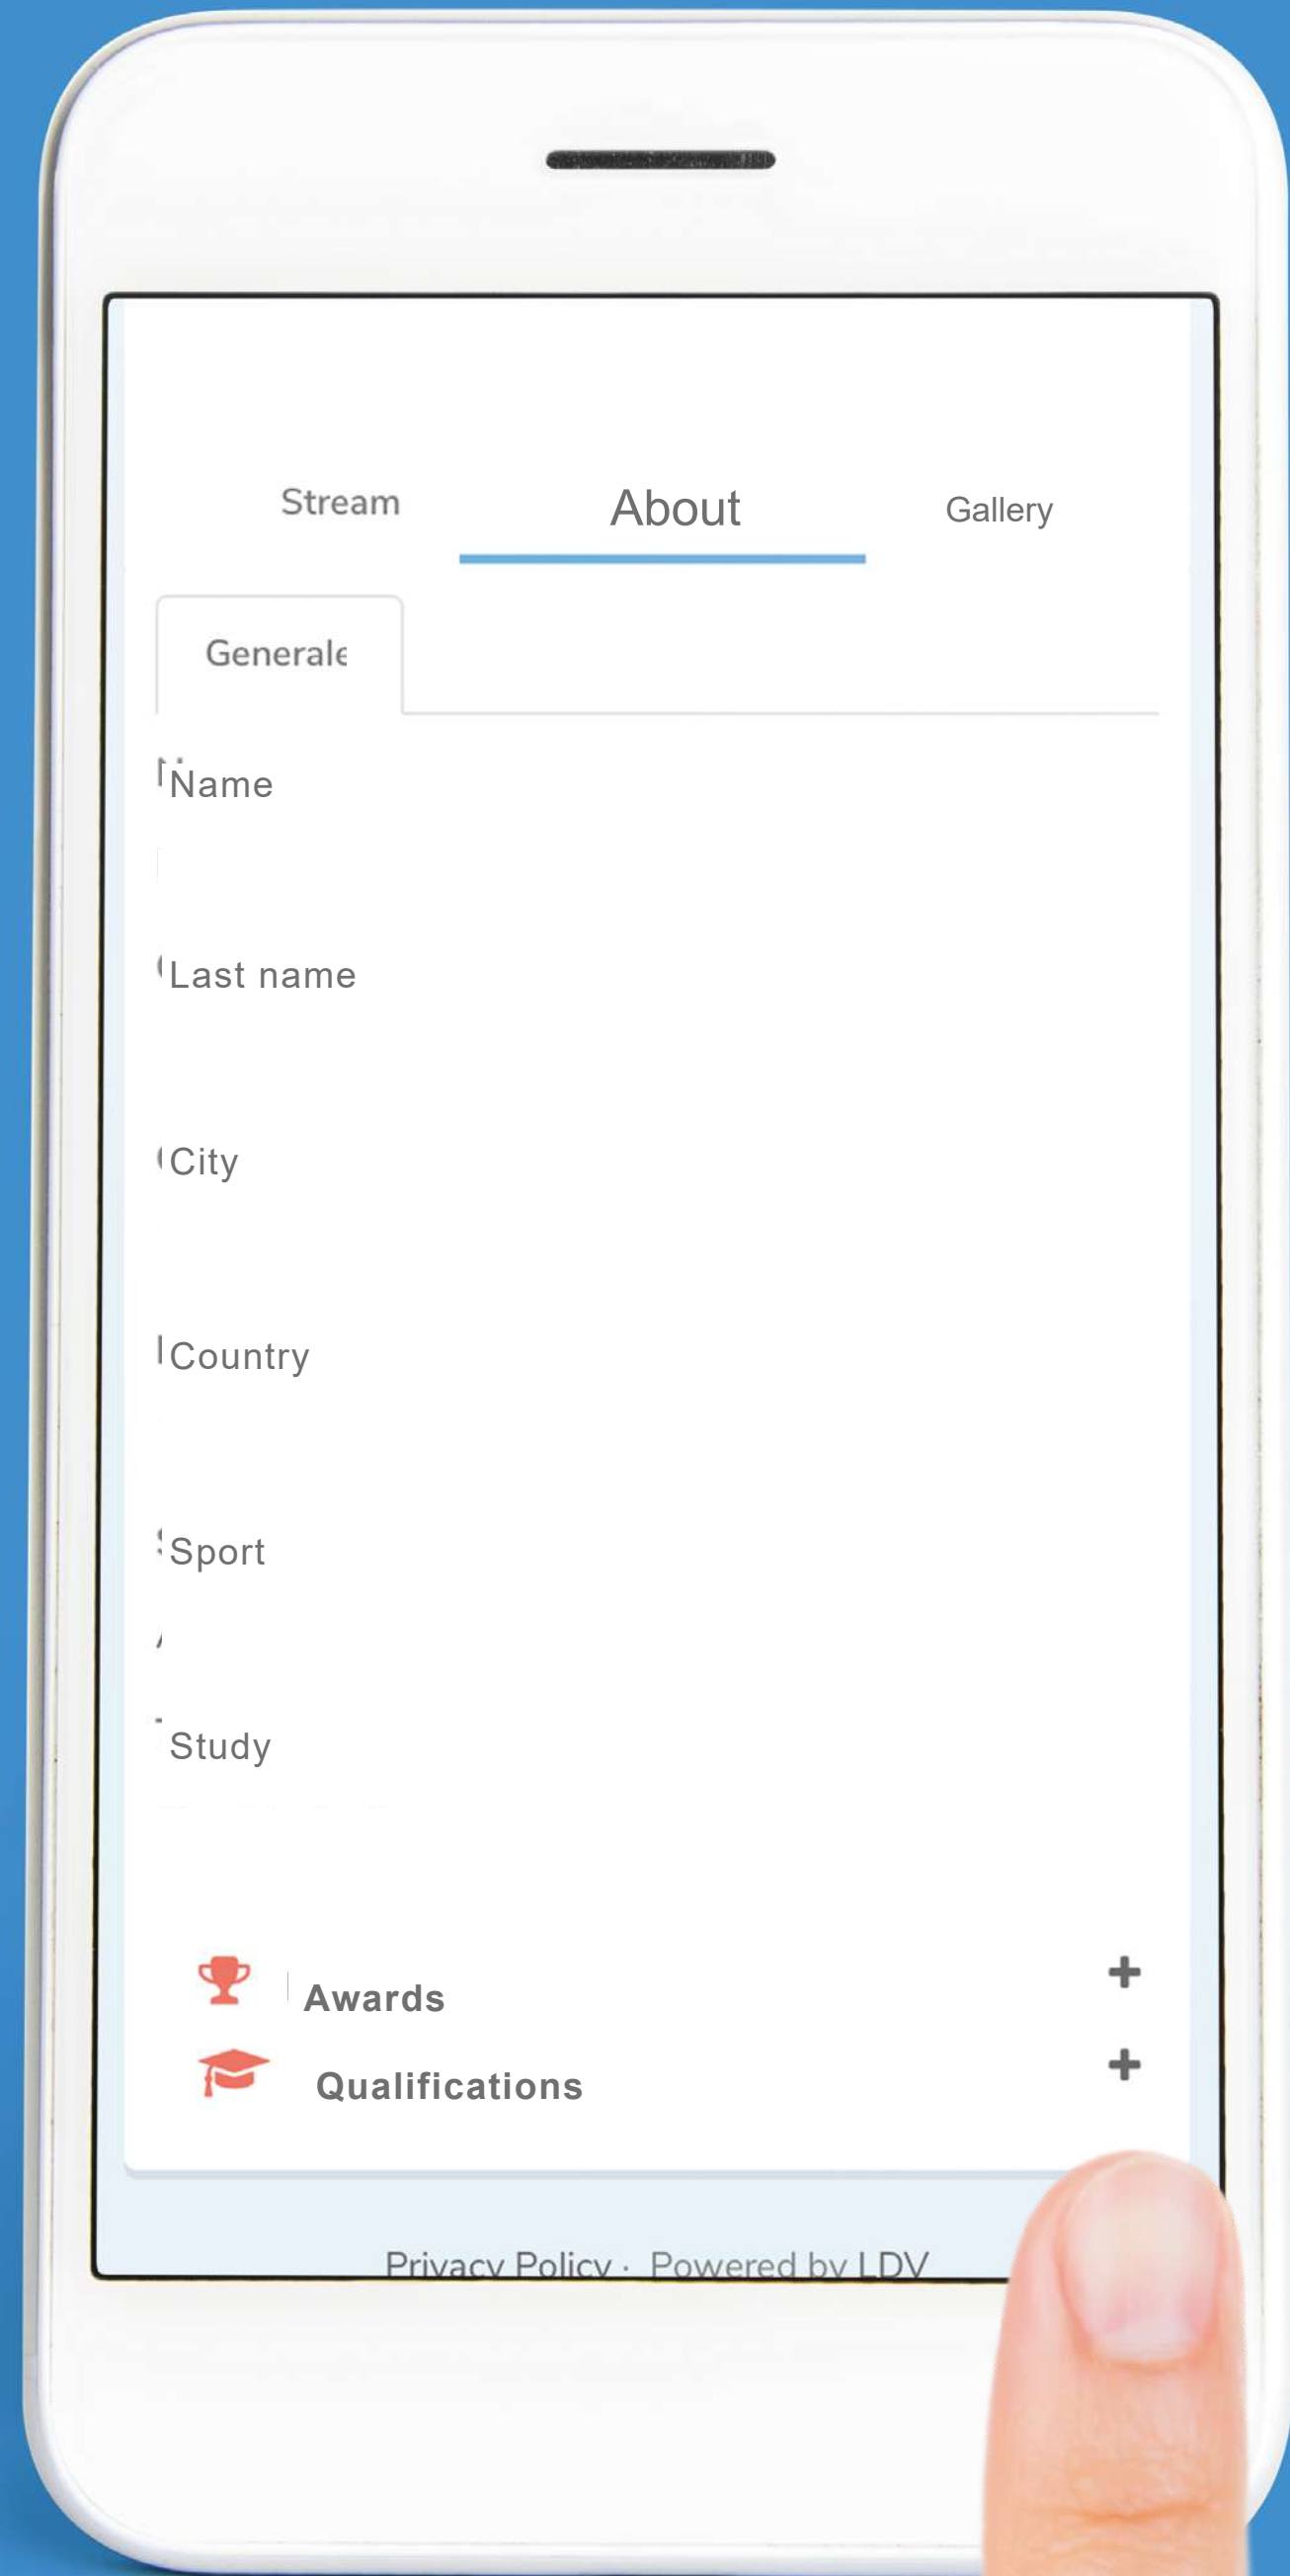 Stream About Gallery
Generale
Name
Last name
City
Country
Sport
Study
Awards
Qualifications
Privacy Policy · Powered by LDV